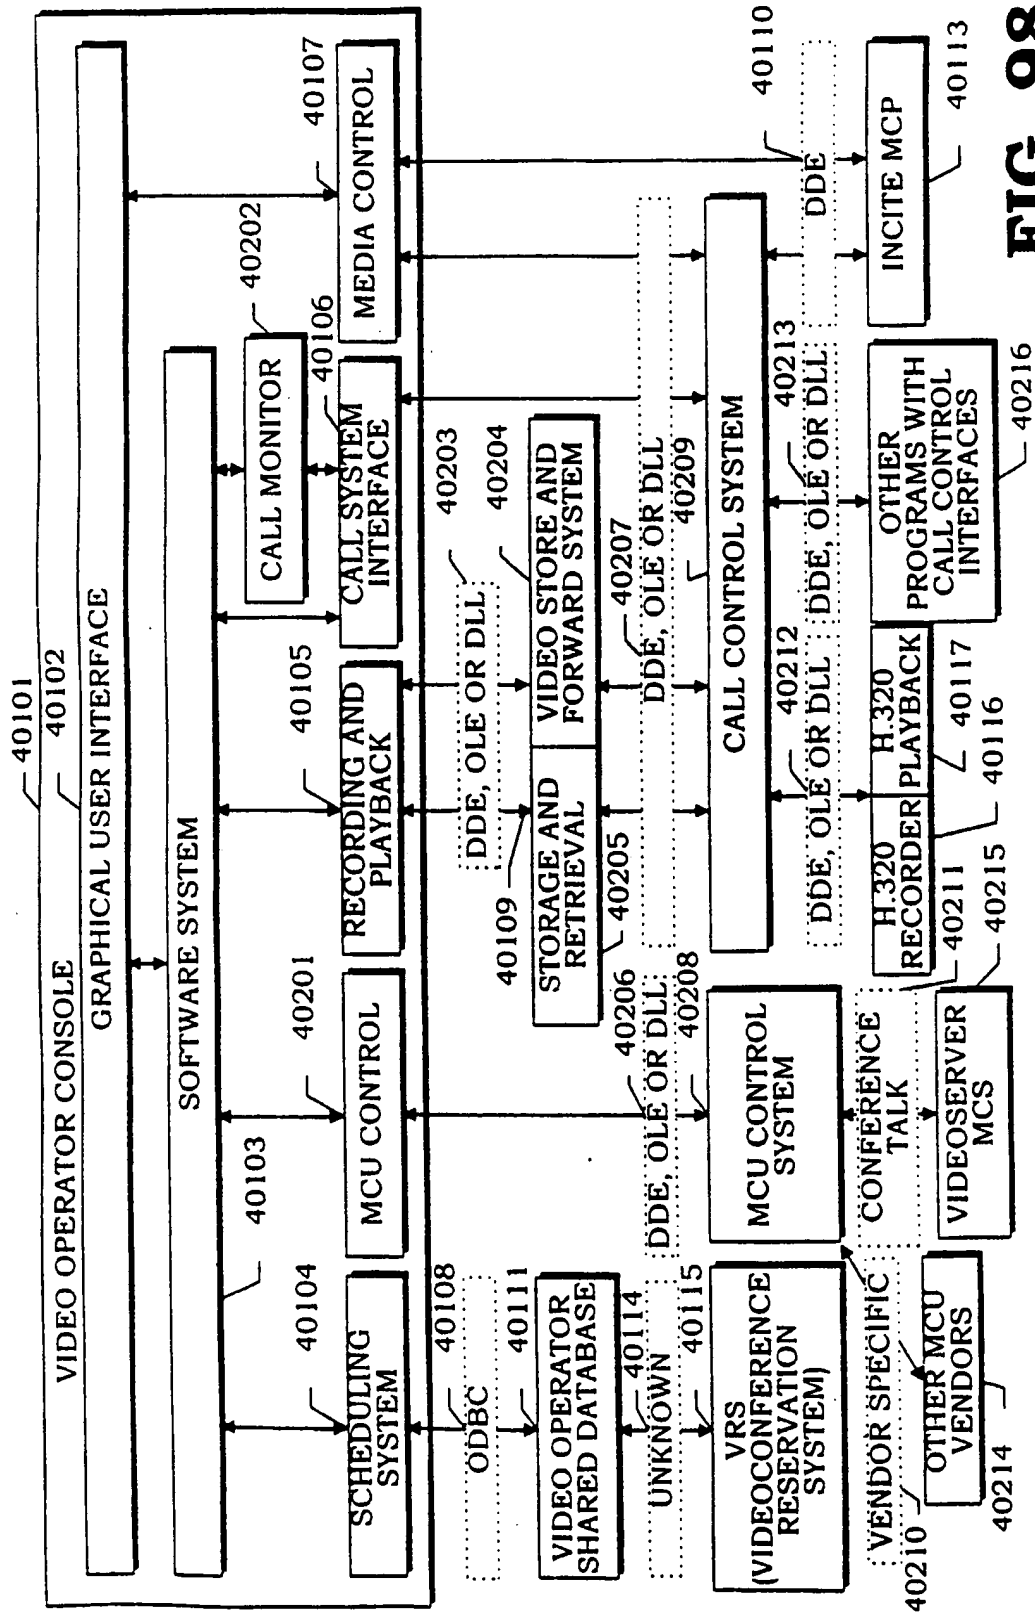 VIDEO OPERATOR CONSOLE
40101
40102
GRAPHICAL USER INTERFACE
SOFTWARE SYSTEM
40103
CALL MONITOR
40202
40104
SCHEDULING
SYSTEM
40201
MCU CONTROL
40105
RECORDING AND
PLAYBACK
40106
CALL SYSTEM
INTERFACE
40107
MEDIA CONTROL
40108
ODBC
40203
DDE, OLE OR DLL
40111
VIDEO OPERATOR
SHARED DATABASE
40109
STORAGE AND
RETRIEVAL
40205
40204
VIDEO STORE AND
FORWARD SYSTEM
40114
UNKNOWN
40206
DDE, OLE OR DLL
40207
DDE, OLE OR DLL
40115
VRS
(VIDEOCONFERENCE
RESERVATION
SYSTEM)
40208
MCU CONTROL
SYSTEM
40209
CALL CONTROL SYSTEM
40210
VENDOR SPECIFIC
CONFERENCE
TALK
40211
40212
DDE, OLE OR DLL
40213
DDE, OLE OR DLL
40110
DDE
40214
OTHER MCU
VENDORS
VIDEOSERVER
MCS
40215
H.320
RECORDER
40116
H.320
PLAYBACK
40117
OTHER
PROGRAMS WITH
CALL CONTROL
INTERFACES
40216
INCITE MCP
40113
FIG 98